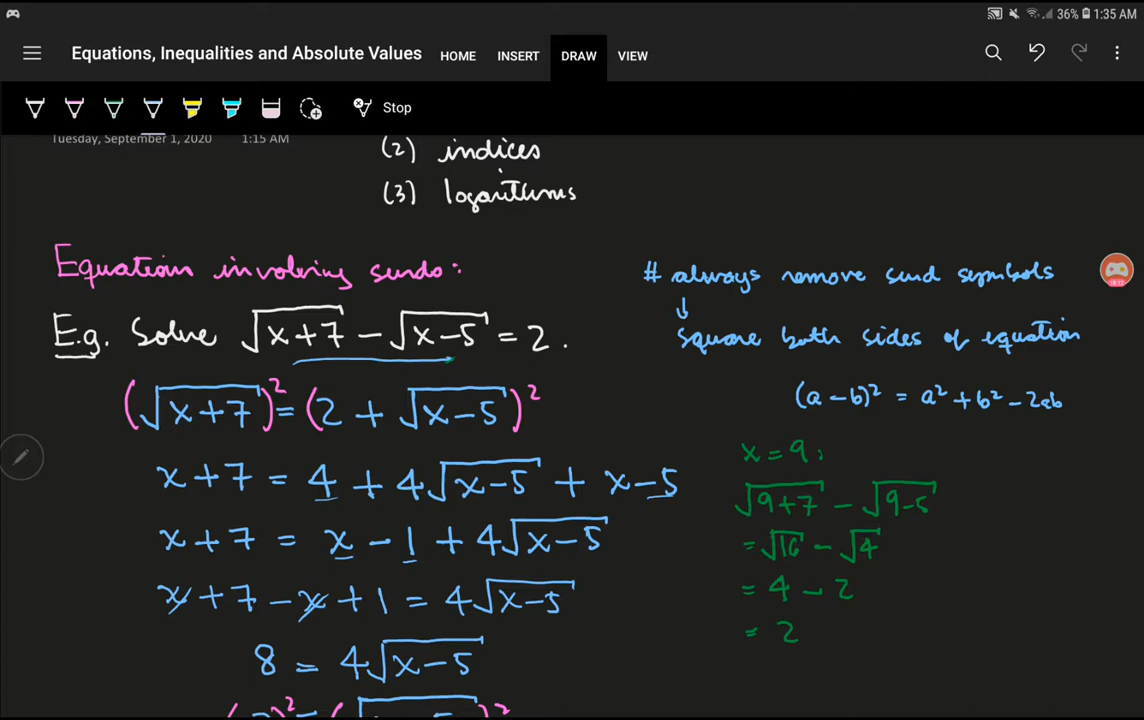 36% 1:35 AM
Equations, Inequalities and Absolute Values HOME INSERT DRAW VIEW
Stop
Tuesday, September 1, 2020 1:15 AM
(2) indices
(3) logarithms
Equations involving surds:
E.g. Solve √(x+7) − √(x−5) = 2.
(√(x+7))² = (2 + √(x−5))²
x + 7 = 4 + 4√(x−5) + x − 5
x + 7 = x − 1 + 4√(x−5)
x + 7 − x + 1 = 4√(x−5)
8 = 4√(x−5)
# always remove surd symbols
↓
square both sides of equation
(a − b)² = a² + b² − 2ab
x = 9:
√(9+7) − √(9−5)
= √16 − √4
= 4 − 2
= 2